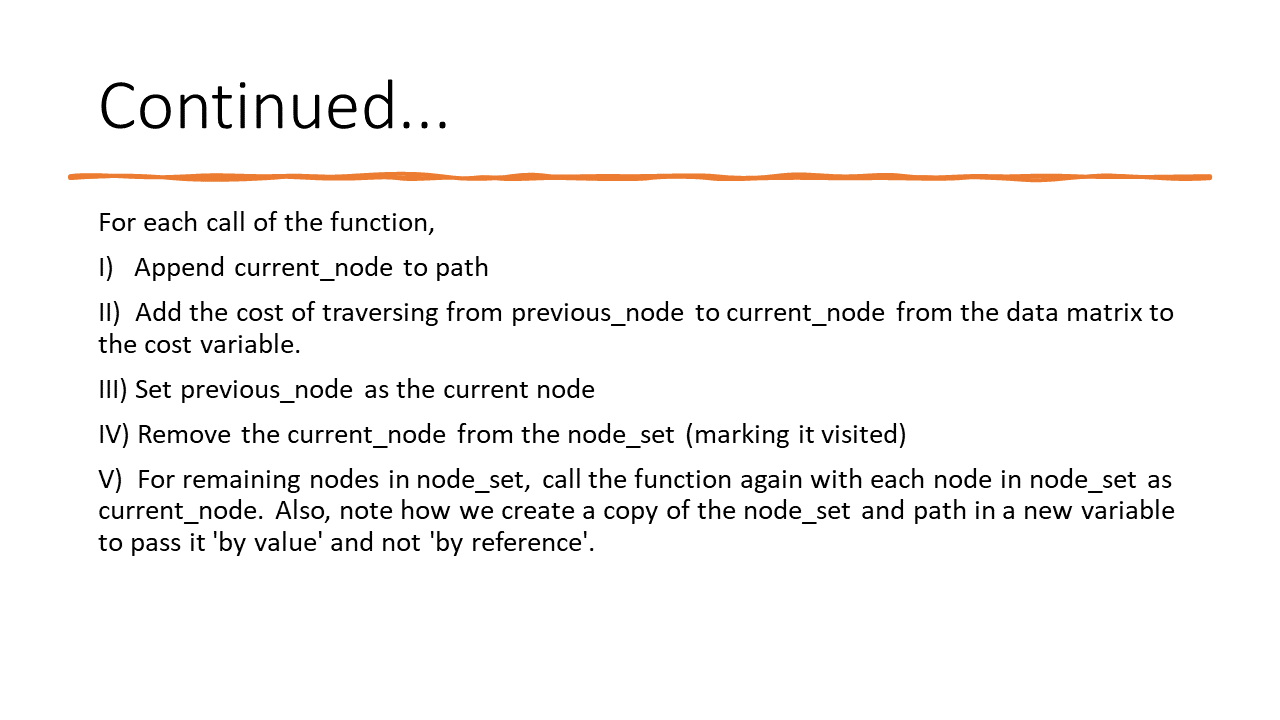 Continued...
For each call of the function,
I) Append current_node to path
II) Add the cost of traversing from previous_node to current_node from the data matrix to
the cost variable.
III) Set previous_node as the current node
IV) Remove the current_node from the node_set (marking it visited)
V) For remaining nodes in node_set, call the function again with each node in node_set as
current_node. Also, note how we create a copy of the node_set and path in a new variable
to pass it 'by value' and not 'by reference'.